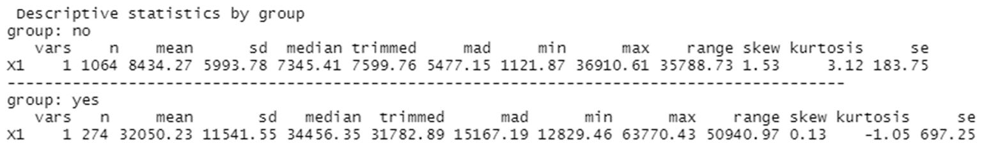 Descriptive statistics by group
group: no
vars n mean sd median trimmed mad min max range skew kurtosis se
X1 1 1064 8434.27 5993.78 7345.41 7599.76 5477.15 1121.87 36910.61 35788.73 1.53 3.12 183.75
------------------------------------------------------------------------------------------
group: yes
vars n mean sd median trimmed mad min max range skew kurtosis se
X1 1 274 32050.23 11541.55 34456.35 31782.89 15167.19 12829.46 63770.43 50940.97 0.13 -1.05 697.25